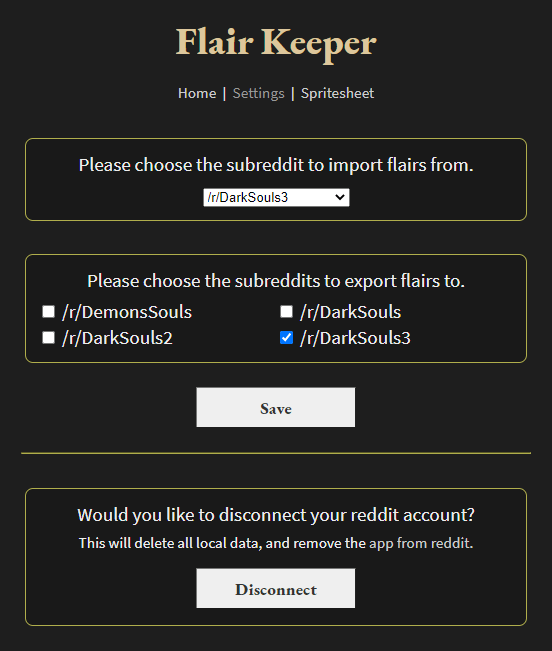 Flair Keeper
Home | Settings | Spritesheet
Please choose the subreddit to import flairs from.
/r/DarkSouls3
Please choose the subreddits to export flairs to.
/r/DemonsSouls /r/DarkSouls
/r/DarkSouls2 /r/DarkSouls3
Save
Would you like to disconnect your reddit account?
This will delete all local data, and remove the app from reddit.
Disconnect